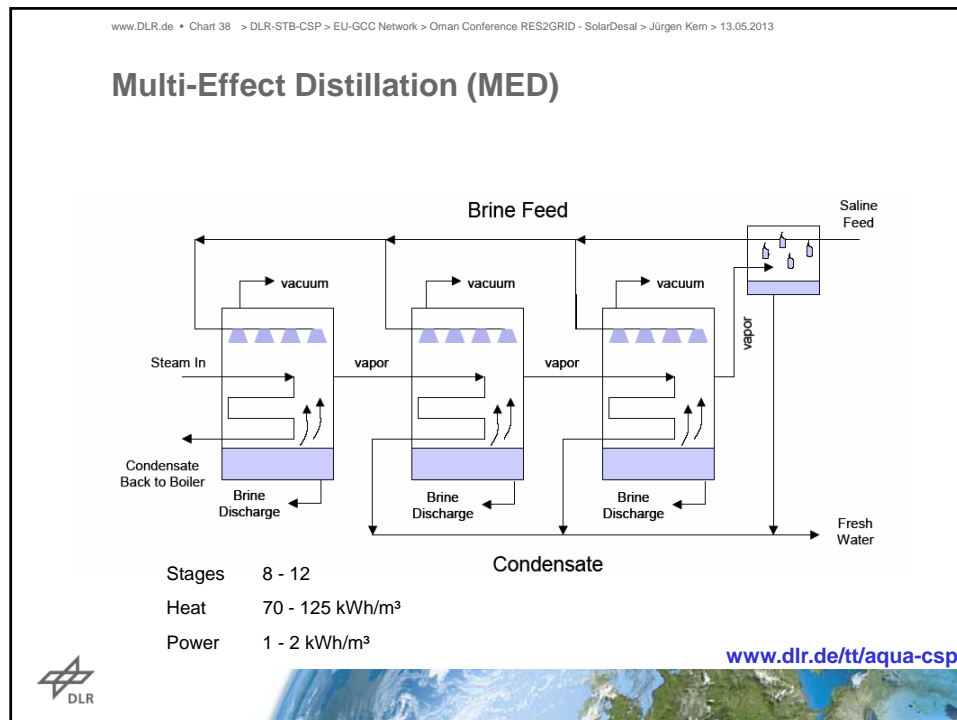 www.DLR.de • Chart 38 > DLR-STB-CSP > EU-GCC Network > Oman Conference RES2GRID - SolarDesal > Jürgen Kern > 13.05.2013
Multi-Effect Distillation (MED)
Brine Feed
Saline
Feed
vacuum
vacuum
vacuum
vapor
Steam In
vapor
vapor
Condensate
Back to Boiler
Brine
Discharge
Brine
Discharge
Brine
Discharge
Fresh
Water
Condensate
Stages 8 - 12
Heat 70 - 125 kWh/m³
Power 1 - 2 kWh/m³
www.dlr.de/tt/aqua-csp
DLR